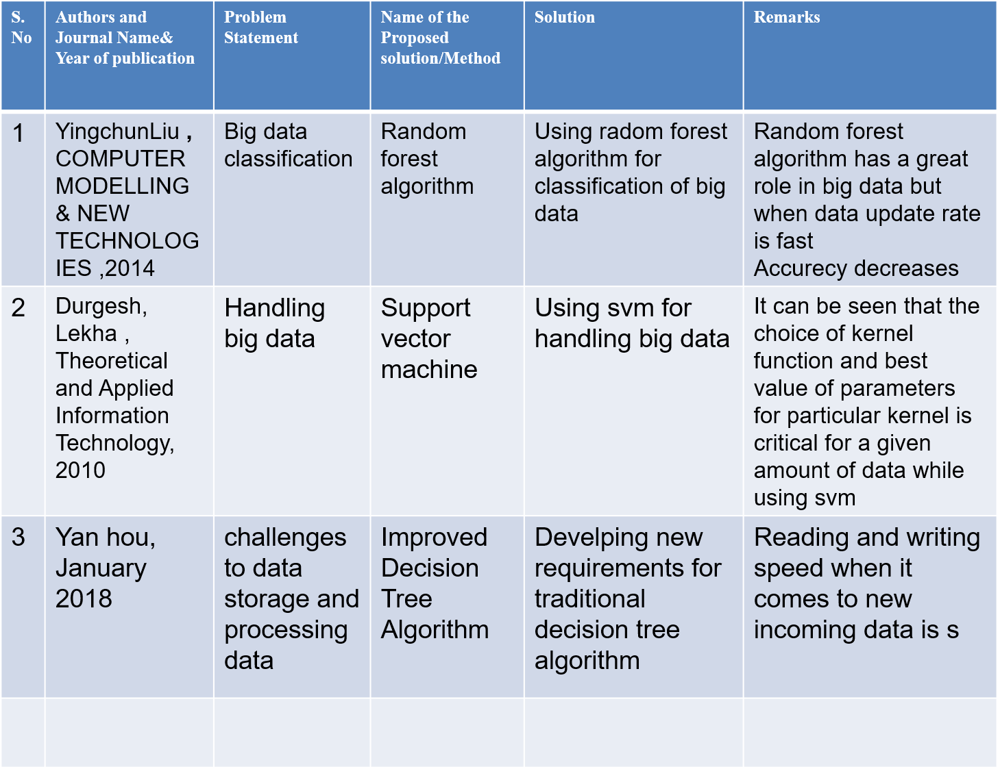 S.
No
Authors and
Journal Name&
Year of publication
Problem
Statement
Name of the
Proposed
solution/Method
Solution
Remarks
1
YingchunLiu ,
COMPUTER
MODELLING
& NEW
TECHNOLOG
IES ,2014
Big data
classification
Random
forest
algorithm
Using radom forest
algorithm for
classification of big
data
Random forest
algorithm has a great
role in big data but
when data update rate
is fast
Accurecy decreases
2
Durgesh,
Lekha ,
Theoretical
and Applied
Information
Technology,
2010
Handling
big data
Support
vector
machine
Using svm for
handling big data
It can be seen that the
choice of kernel
function and best
value of parameters
for particular kernel is
critical for a given
amount of data while
using svm
3
Yan hou,
January
2018
challenges
to data
storage and
processing
data
Improved
Decision
Tree
Algorithm
Develping new
requirements for
traditional
decision tree
algorithm
Reading and writing
speed when it
comes to new
incoming data is s